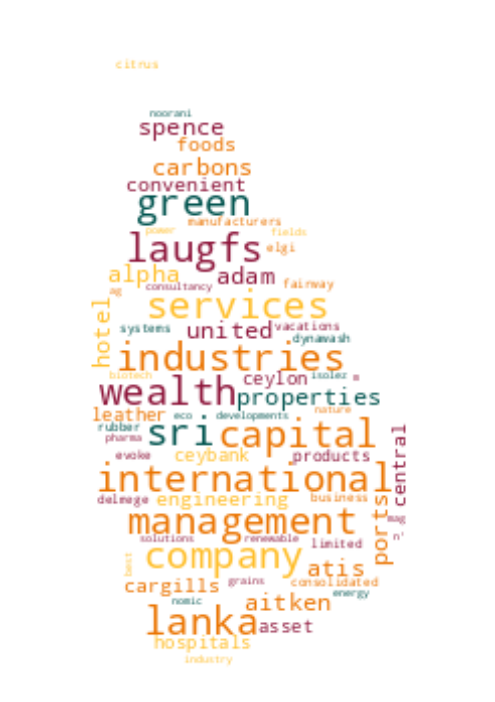 citrus
noorani
spence
foods
carbons
convenient
green
manufacturers
power fields
laugfs elgi
alpha adam
consultancy fairway
ag
hotel services
systems united vacations
dynawash
industries
biotech ceylon isolez m
wealth properties
leather eco developments nature
rubber sri capital
pharma central
evoke ceybank products
international
delmege engineering business
ports
management mag
n'
solutions renewable limited
company
best atis
cargills grains consolidated
nomic aitken energy
lanka asset
hospitals
industry